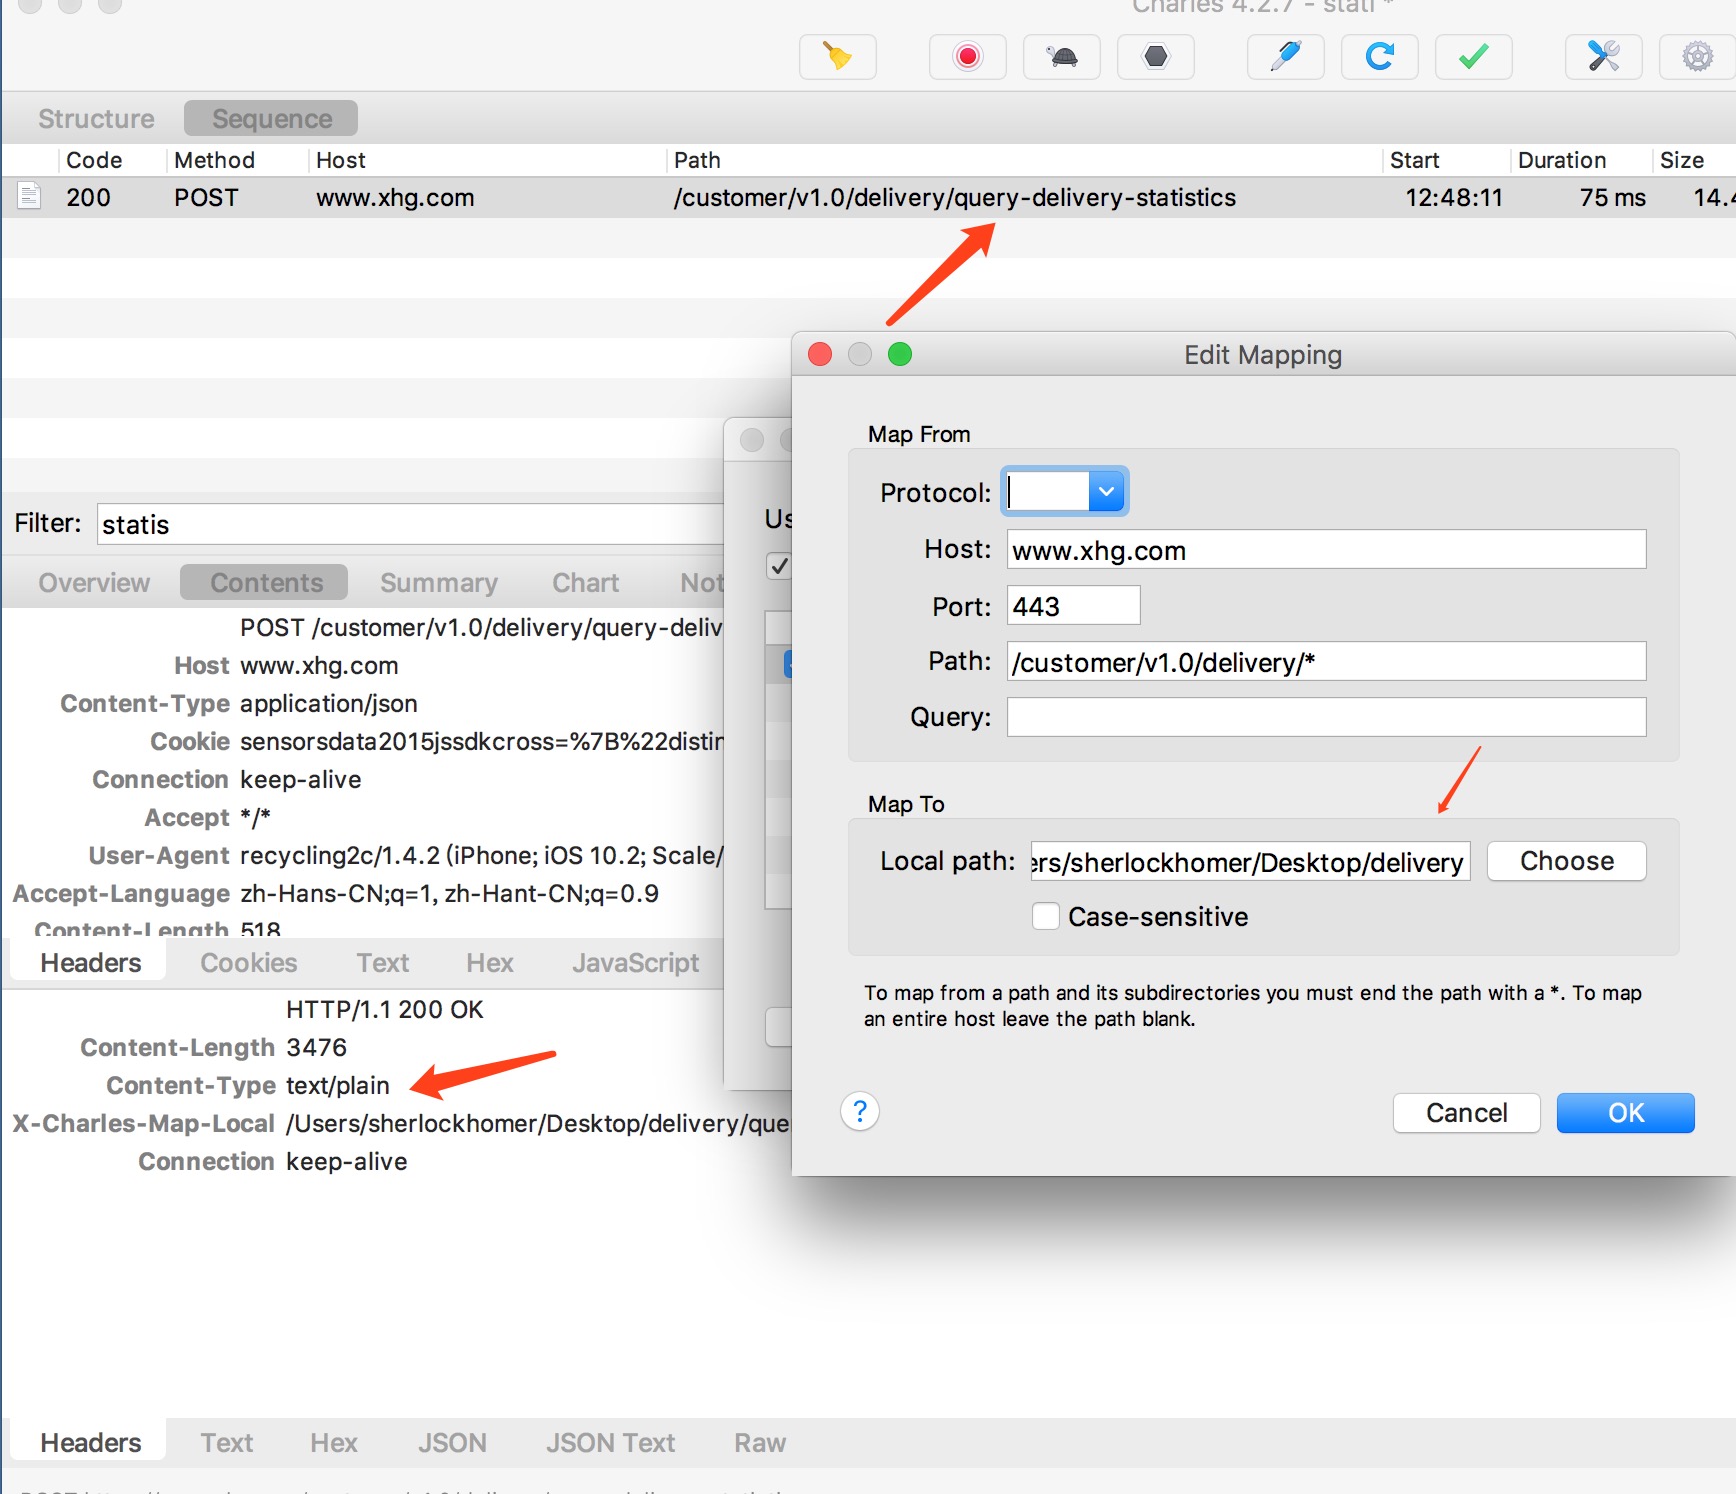 Charles 4.2.7 - stati *
Structure Sequence
Code Method Host Path Start Duration Size
200 POST www.xhg.com /customer/v1.0/delivery/query-delivery-statistics 12:48:11 75 ms 14.4
Edit Mapping
Map From
Protocol:
Host: www.xhg.com
Port: 443
Path: /customer/v1.0/delivery/*
Query:
Map To
Local path: ers/sherlockhomer/Desktop/delivery Choose
Case-sensitive
To map from a path and its subdirectories you must end the path with a *. To map
an entire host leave the path blank.
? Cancel OK
Us
Filter: statis
Overview Contents Summary Chart Not
POST /customer/v1.0/delivery/query-deliv
Host www.xhg.com
Content-Type application/json
Cookie sensorsdata2015jssdkcross=%7B%22distin
Connection keep-alive
Accept */*
User-Agent recycling2c/1.4.2 (iPhone; iOS 10.2; Scale/
Accept-Language zh-Hans-CN;q=1, zh-Hant-CN;q=0.9
Content-Length 518
Headers Cookies Text Hex JavaScript
HTTP/1.1 200 OK
Content-Length 3476
Content-Type text/plain
X-Charles-Map-Local /Users/sherlockhomer/Desktop/delivery/que
Connection keep-alive
Headers Text Hex JSON JSON Text Raw